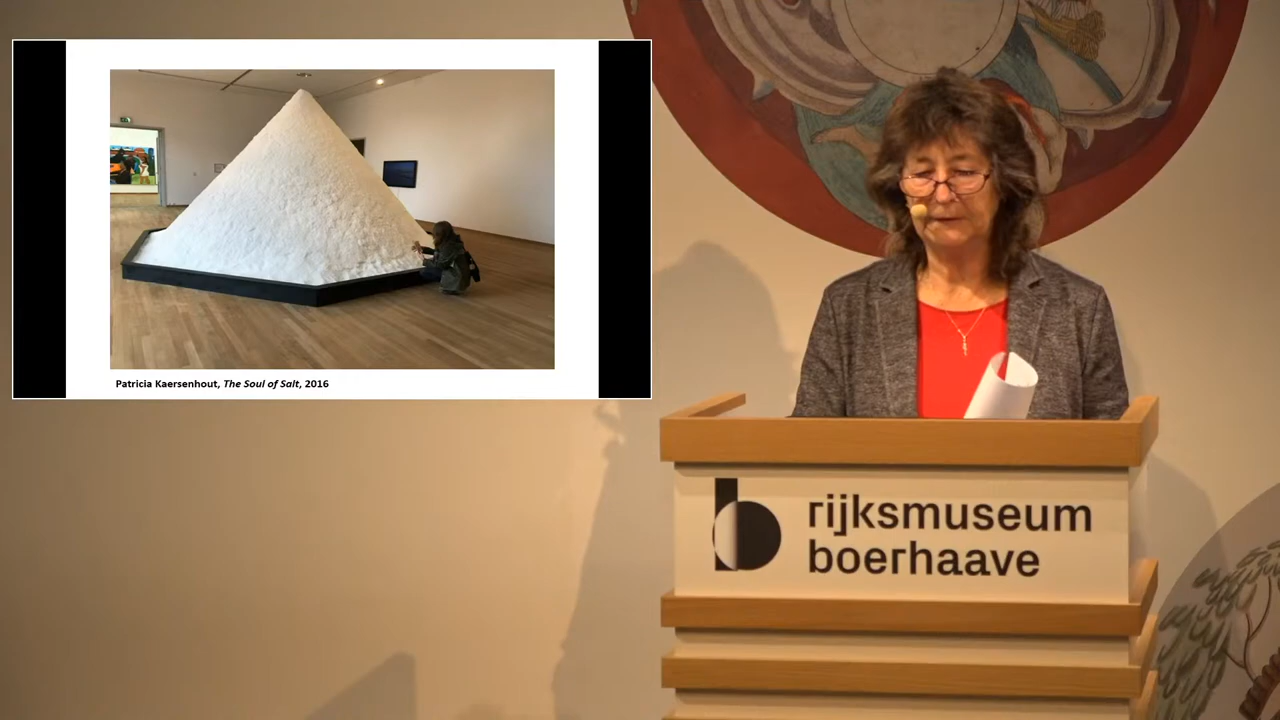 Patricia Kaersenhout, The Soul of Salt, 2016
rijksmuseum
boerhaave